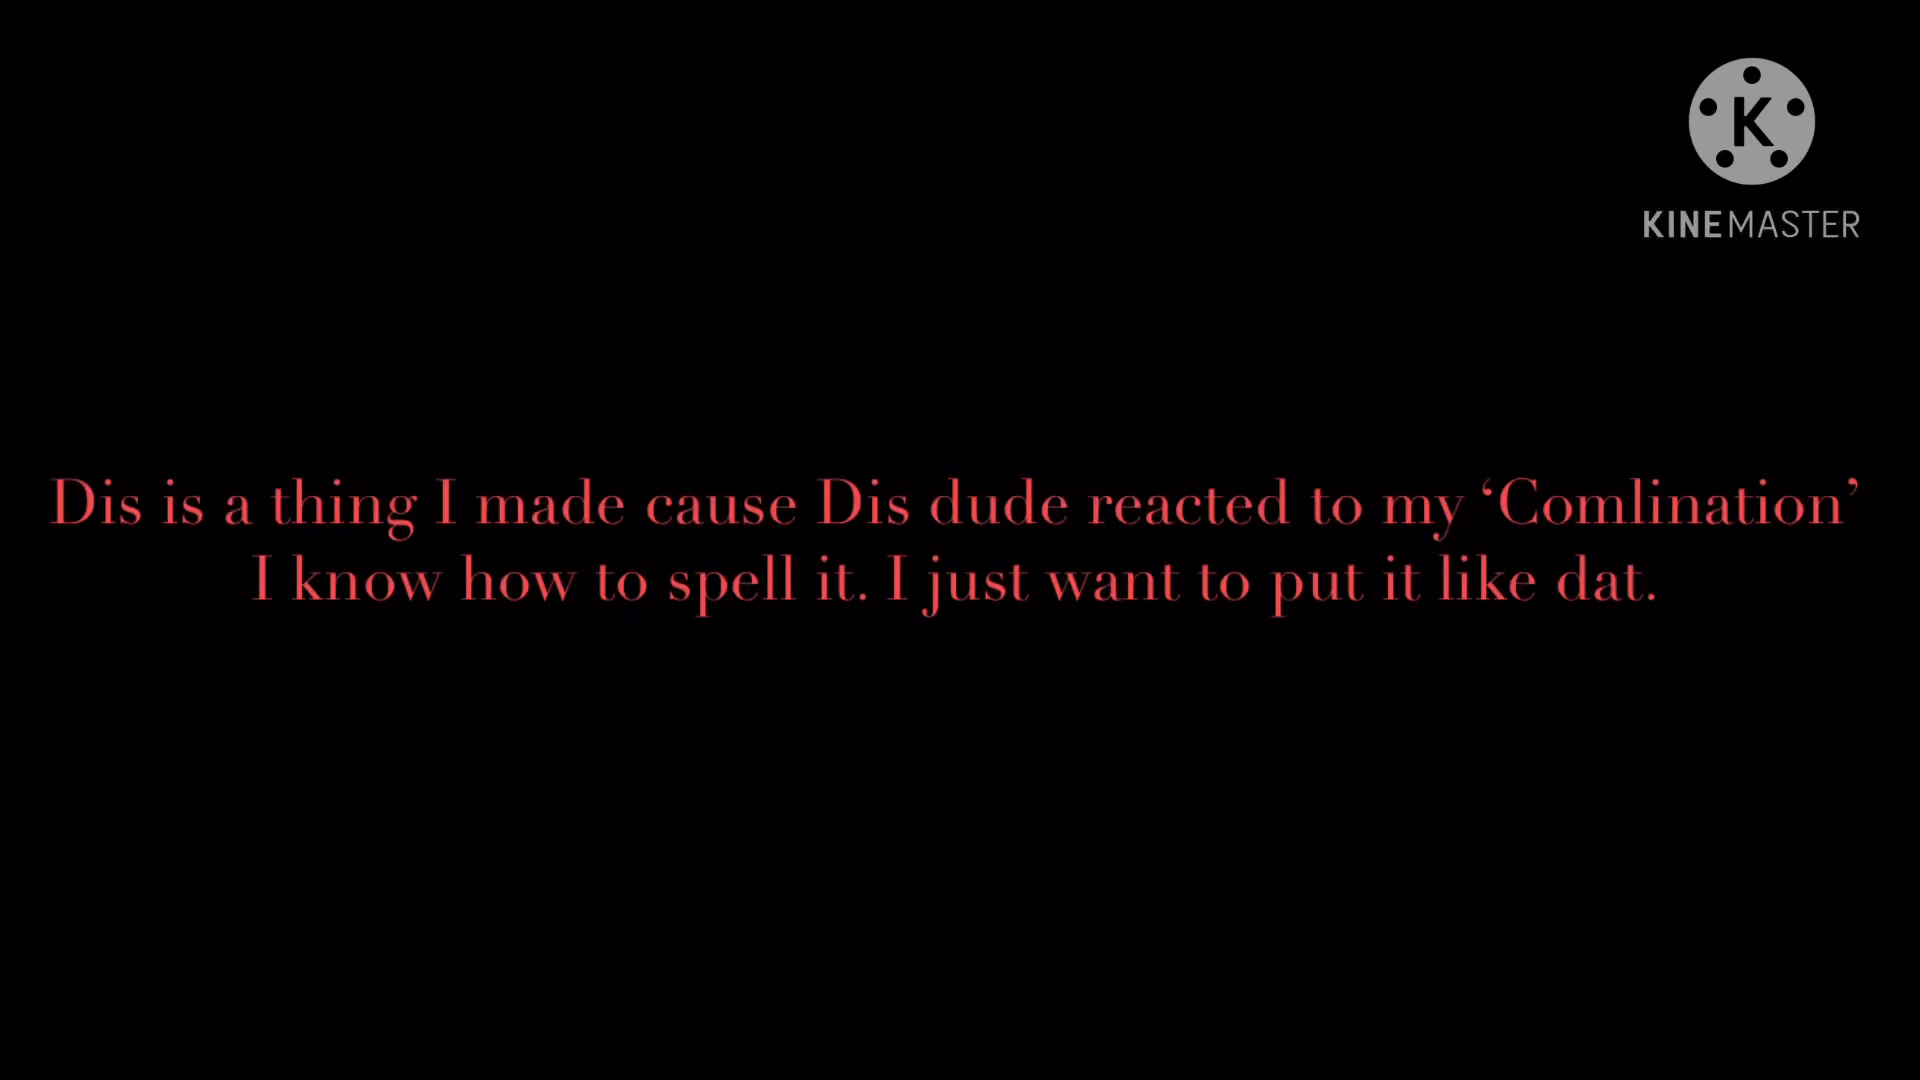 K
KINEMASTER
Dis is a thing I made cause Dis dude reacted to my ‘Comlination’
I know how to spell it. I just want to put it like dat.